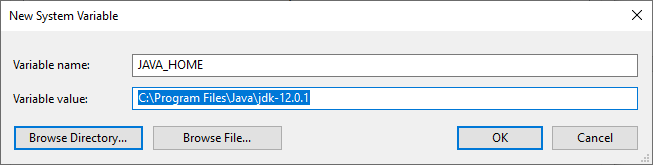 New System Variable
Variable name: JAVA_HOME
Variable value: C:\Program Files\Java\jdk-12.0.1
Browse Directory... Browse File... OK Cancel